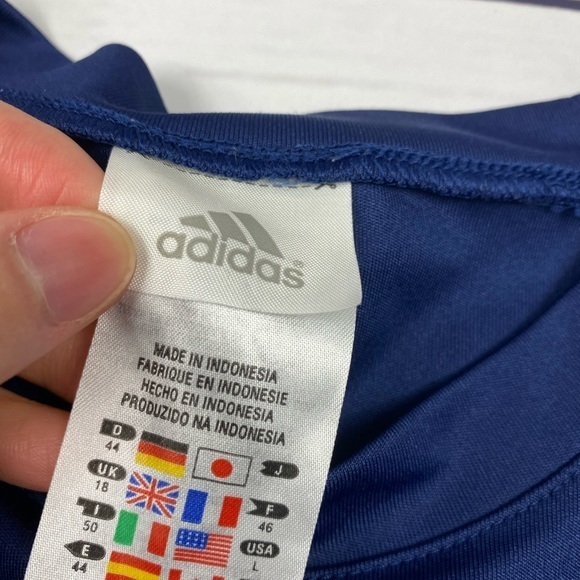 adidas®
MADE IN INDONESIA
FABRIQUE EN INDONESIE
HECHO EN INDONESIA
PRODUZIDO NA INDONESIA
D J
44
UK F
18 46
I USA
50 L
E
44